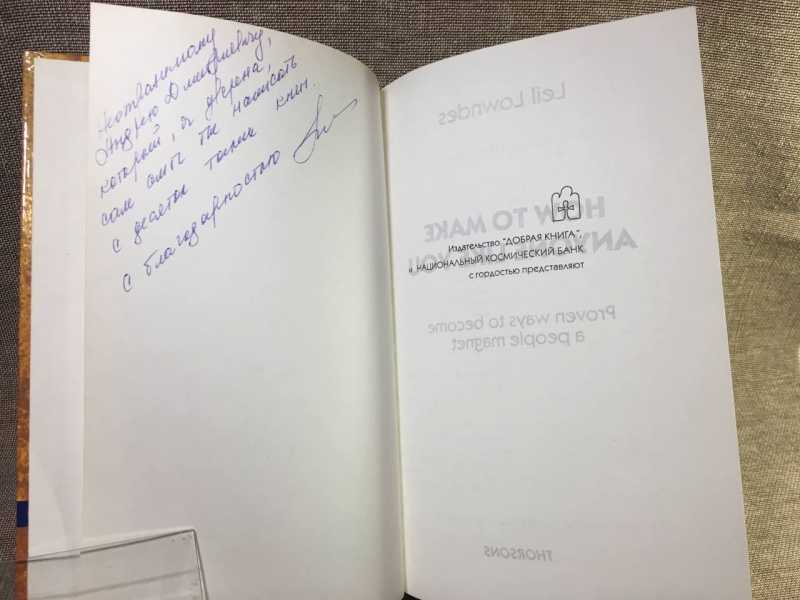 Неотразимому
Андрею Дмитриевичу,
который, я уверена,
сам смог бы написать
с десяток таких книг.
с благодарностью
Leil Lowndes
HOW TO MAKE
ANYONE LIKE YOU
Издательство "ДОБРАЯ КНИГА"
и НАЦИОНАЛЬНЫЙ КОСМИЧЕСКИЙ БАНК
с гордостью представляют
Proven ways to become
a people magnet
THORSONS